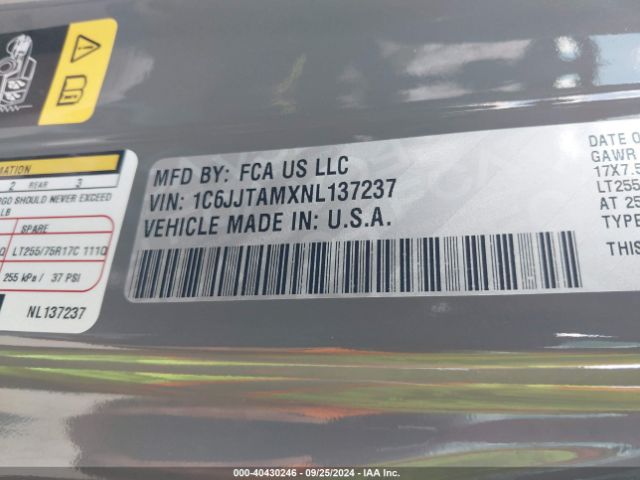 MATION
2 REAR 3
RGO SHOULD NEVER EXCEED
LB
SPARE
Q LT255/75R17C 111Q
255 kPa / 37 PSI
NL137237
MFD BY: FCA US LLC
VIN: 1C6JJTAMXNL137237
VEHICLE MADE IN: U.S.A.
DATE O
GAWR
17X7.5
LT255
AT 25
TYPE
THIS
000-40430246 - 09/25/2024 - IAA Inc.